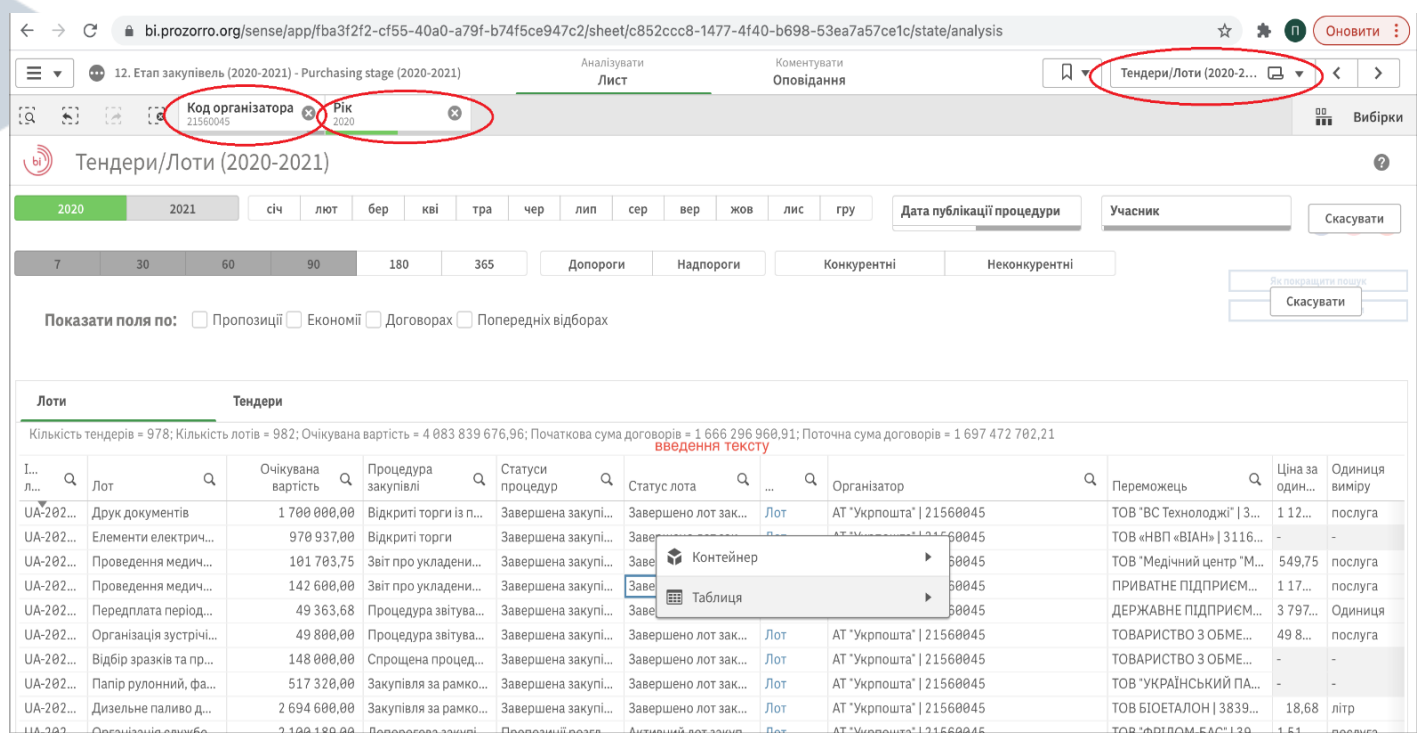 bi.prozorro.org/sense/app/fba3f2f2-cf55-40a0-a79f-b74f5ce947c2/sheet/c852ccc8-1477-4f40-b698-53ea7a57ce1c/state/analysis П Оновити
12. Етап закупівель (2020-2021) - Purchasing stage (2020-2021) Аналізувати Лист Коментувати Оповідання Тендери/Лоти (2020-2...
Код організатора Рік
21560045 2020 Вибірки
bi Тендери/Лоти (2020-2021)
2020 2021 січ лют бер кві тра чер лип сер вер жов лис гру Дата публікації процедури Учасник Скасувати
7 30 60 90 180 365 Допороги Надпороги Конкурентні Неконкурентні
Як покращити пошук
Скасувати
Показати поля по: Пропозиції Економії Договорах Попередніх відборах
Лоти Тендери
Кількість тендерів = 978; Кількість лотів = 982; Очікувана вартість = 4 083 839 676,96; Початкова сума договорів = 1 666 296 960,91; Поточна сума договорів = 1 697 472 702,21
введення тексту
І... л... Лот Очікувана вартість Процедура закупівлі Статуси процедур Статус лота ... Організатор Переможець Ціна за один... Одиниця виміру
UA-202... Друк документів 1 700 000,00 Відкриті торги із п... Завершена закупі... Завершено лот зак... Лот АТ "Укрпошта" | 21560045 ТОВ "ВС Технолоджі" | 3... 1 12... послуга
UA-202... Елементи електрич... 970 937,00 Відкриті торги Завершена закупі... 60045 ТОВ «НВП «ВІАН» | 3116... - -
UA-202... Проведення медич... 101 703,75 Звіт про укладени... Завершена закупі... Заве Контейнер 60045 ТОВ "Медічний центр "М... 549,75 послуга
UA-202... Проведення медич... 142 600,00 Звіт про укладени... Завершена закупі... Заве 60045 ПРИВАТНЕ ПІДПРИЄМ... 1 17... послуга
Таблиця
UA-202... Передплата період... 49 363,68 Процедура звітува... Завершена закупі... Заве 60045 ДЕРЖАВНЕ ПІДПРИЄМ... 3 797... Одиниця
UA-202... Організація зустрічі... 49 800,00 Процедура звітува... Завершена закупі... Завершено лот зак... Лот АТ "Укрпошта" | 21560045 ТОВАРИСТВО З ОБМЕ... 49 8... послуга
UA-202... Відбір зразків та пр... 148 000,00 Спрощена процед... Завершена закупі... Завершено лот зак... Лот АТ "Укрпошта" | 21560045 ТОВАРИСТВО З ОБМЕ... - -
UA-202... Папір рулонний, фа... 517 320,00 Закупівля за рамко... Завершена закупі... Завершено лот зак... Лот АТ "Укрпошта" | 21560045 ТОВ "УКРАЇНСЬКИЙ ПА... - -
UA-202... Дизельне паливо д... 2 694 600,00 Закупівля за рамко... Завершена закупі... Завершено лот зак... Лот АТ "Укрпошта" | 21560045 ТОВ БІОЕТАЛОН | 3839... 18,68 літр